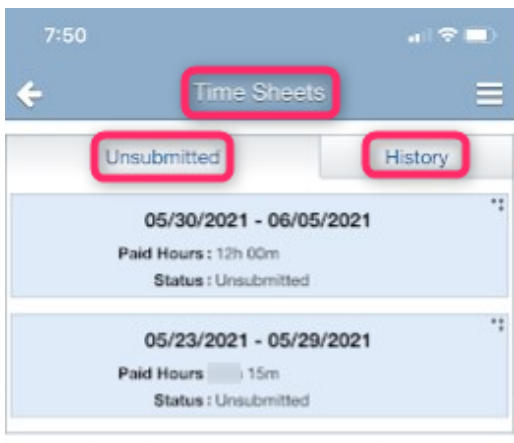 7:50
Time Sheets
Unsubmitted
History
05/30/2021 - 06/05/2021
Paid Hours : 12h 00m
Status : Unsubmitted
05/23/2021 - 05/29/2021
Paid Hours 15m
Status : Unsubmitted